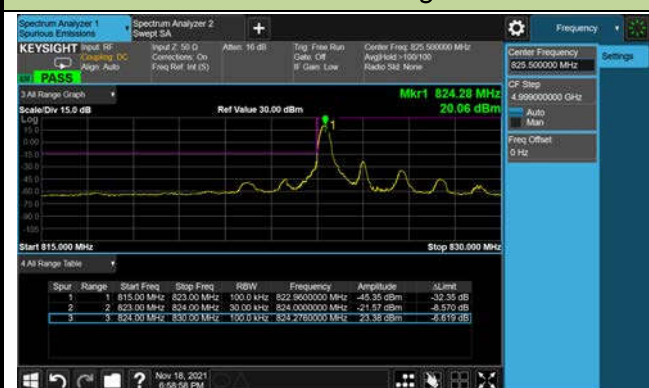 Spectrum Analyzer 1
Spurious Emissions
Spectrum Analyzer 2
Swept SA
+
Frequency
KEYSIGHT
Input: RF
Coupling: DC
Align: Auto
Input Z: 50 Ω
Corrections: On
Freq Ref: Int (S)
Atten: 16 dB
Trig: Free Run
Gate: Off
IF Gain: Low
Center Freq: 825.500000 MHz
Avg|Hold:>100/100
Radio Std: None
PASS
3 All Range Graph
Mkr1 824.28 MHz
20.06 dBm
Scale/Div 15.0 dB
Ref Value 30.00 dBm
Log
15.0
0.00
-15.0
-30.0
-45.0
-60.0
-75.0
-90.0
-105
1
Start 815.000 MHz
Stop 830.000 MHz
4 All Range Table
Spur Range Start Freq Stop Freq RBW Frequency Amplitude ΔLimit
1 1 815.00 MHz 823.00 MHz 100.0 kHz 822.9600000 MHz -45.35 dBm -32.35 dB
2 2 823.00 MHz 824.00 MHz 30.00 kHz 824.0000000 MHz -21.57 dBm -8.570 dB
3 3 824.00 MHz 830.00 MHz 100.0 kHz 824.2760000 MHz 23.38 dBm -6.619 dB
Center Frequency
825.500000 MHz
Settings
CF Step
4.999000000 GHz
Auto
Man
Freq Offset
0 Hz
?
Nov 18, 2021
6:58:58 PM